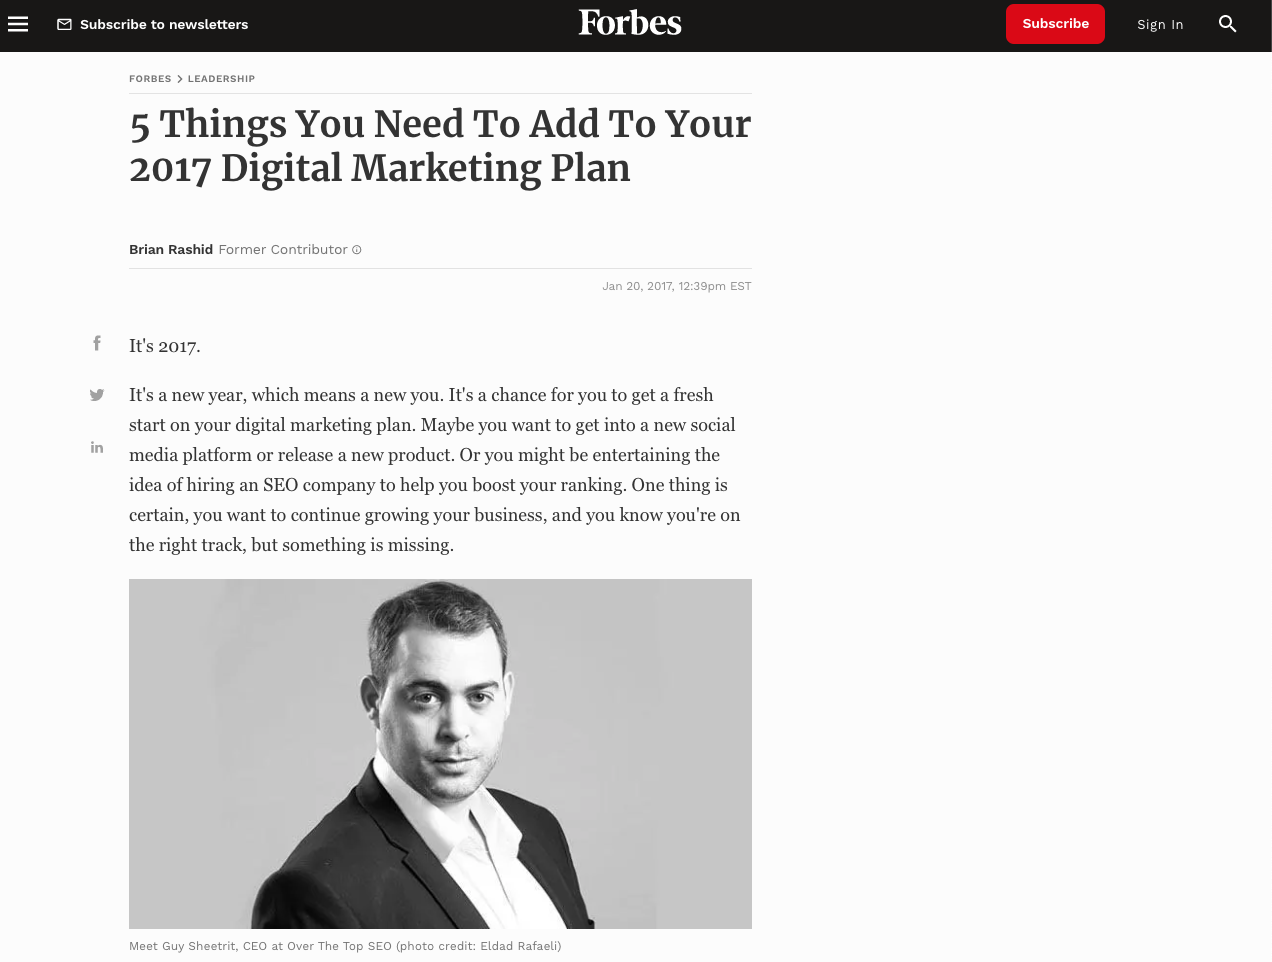 Subscribe to newsletters
Forbes
Subscribe
Sign In
FORBES > LEADERSHIP
5 Things You Need To Add To Your
2017 Digital Marketing Plan
Brian Rashid Former Contributor
Jan 20, 2017, 12:39pm EST
It's 2017.
It's a new year, which means a new you. It's a chance for you to get a fresh
start on your digital marketing plan. Maybe you want to get into a new social
media platform or release a new product. Or you might be entertaining the
idea of hiring an SEO company to help you boost your ranking. One thing is
certain, you want to continue growing your business, and you know you're on
the right track, but something is missing.
Meet Guy Sheetrit, CEO at Over The Top SEO (photo credit: Eldad Rafaeli)